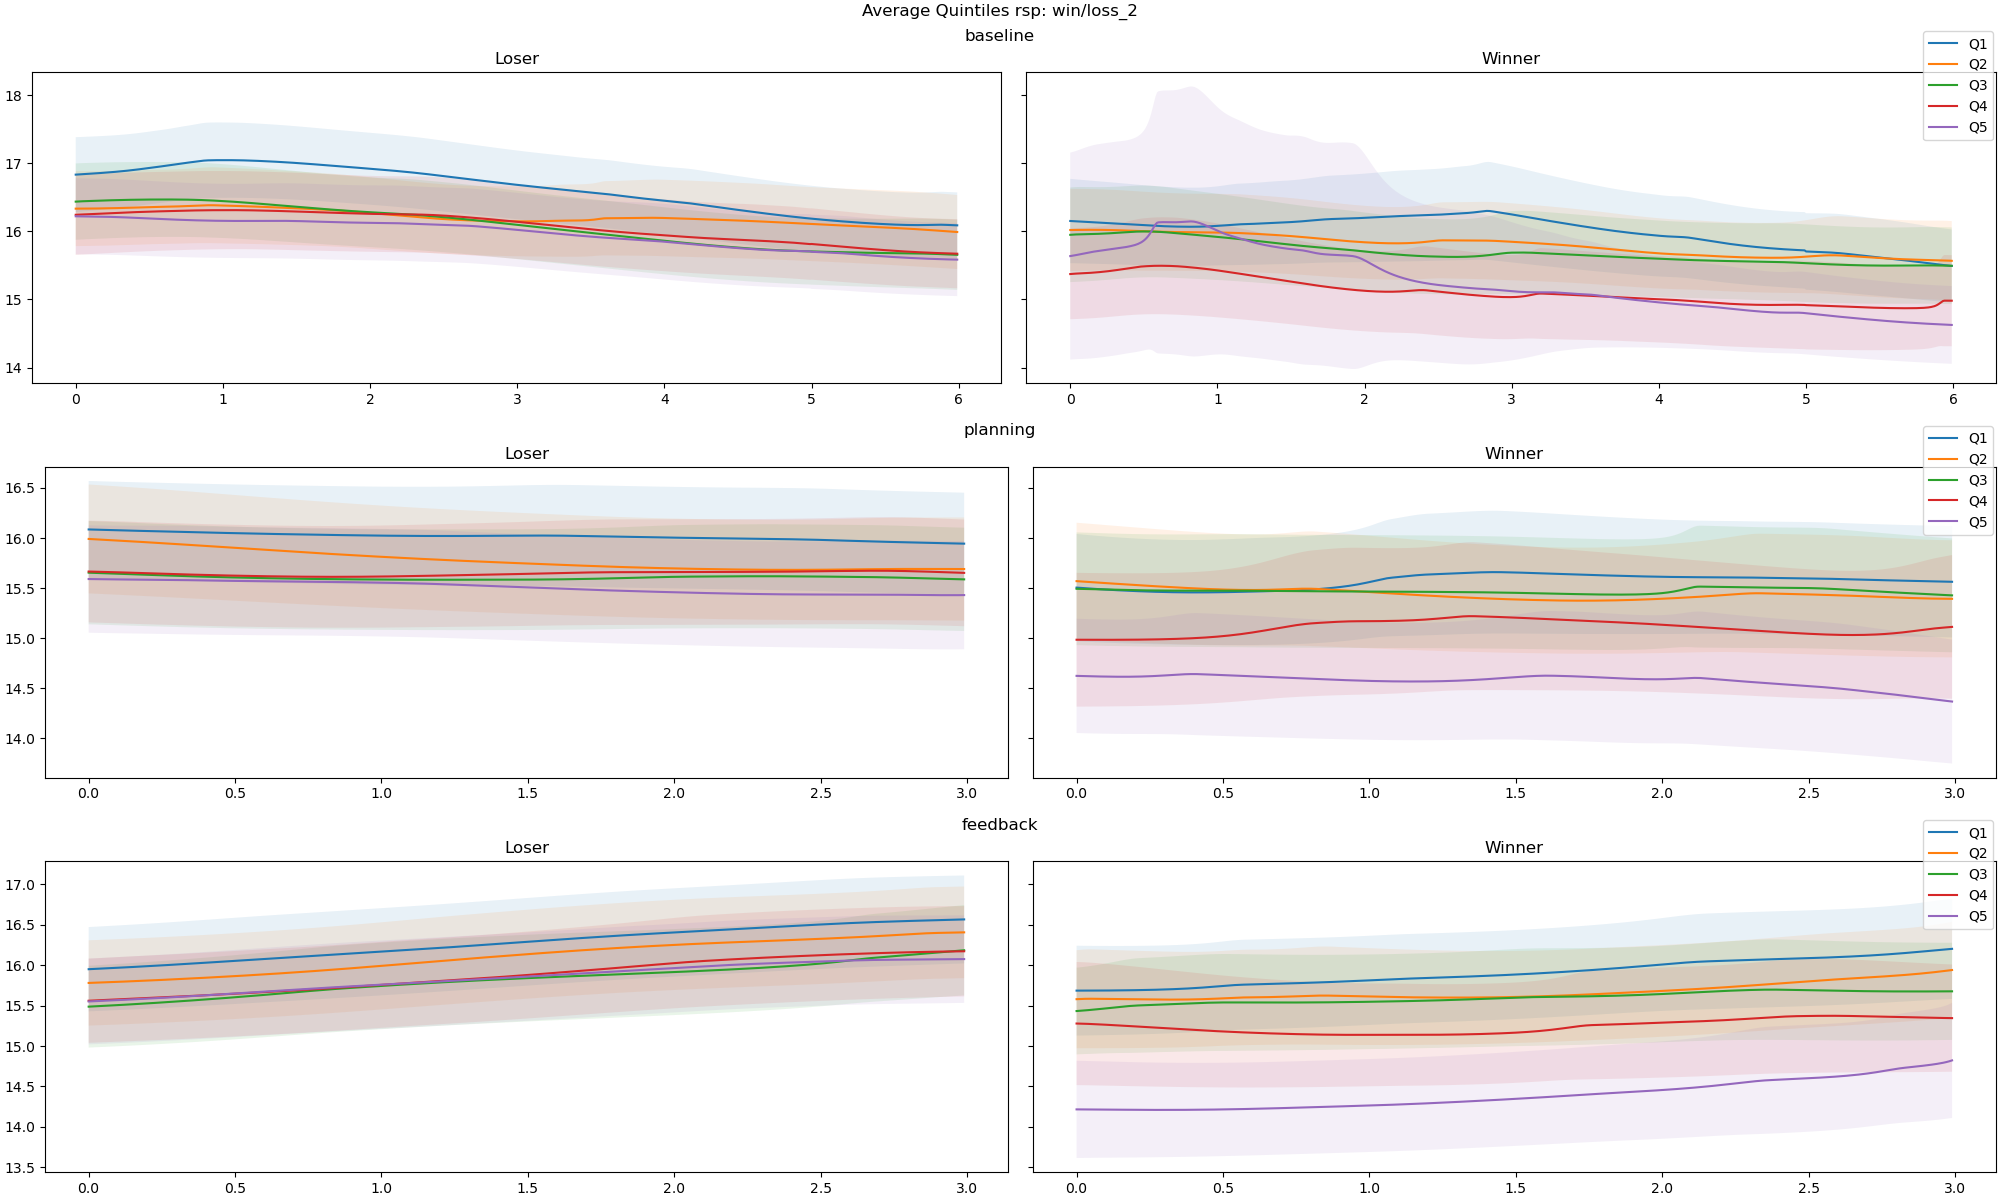 Average Quintiles rsp: win/loss_2
baseline
Loser
Winner
Q1
Q2
Q3
Q4
Q5
18
17
16
15
14
0 1 2 3 4 5 6
0 1 2 3 4 5 6
planning
Loser
Winner
Q1
Q2
Q3
Q4
Q5
16.5
16.0
15.5
15.0
14.5
14.0
0.0 0.5 1.0 1.5 2.0 2.5 3.0
0.0 0.5 1.0 1.5 2.0 2.5 3.0
feedback
Loser
Winner
Q1
Q2
Q3
Q4
Q5
17.0
16.5
16.0
15.5
15.0
14.5
14.0
13.5
0.0 0.5 1.0 1.5 2.0 2.5 3.0
0.0 0.5 1.0 1.5 2.0 2.5 3.0